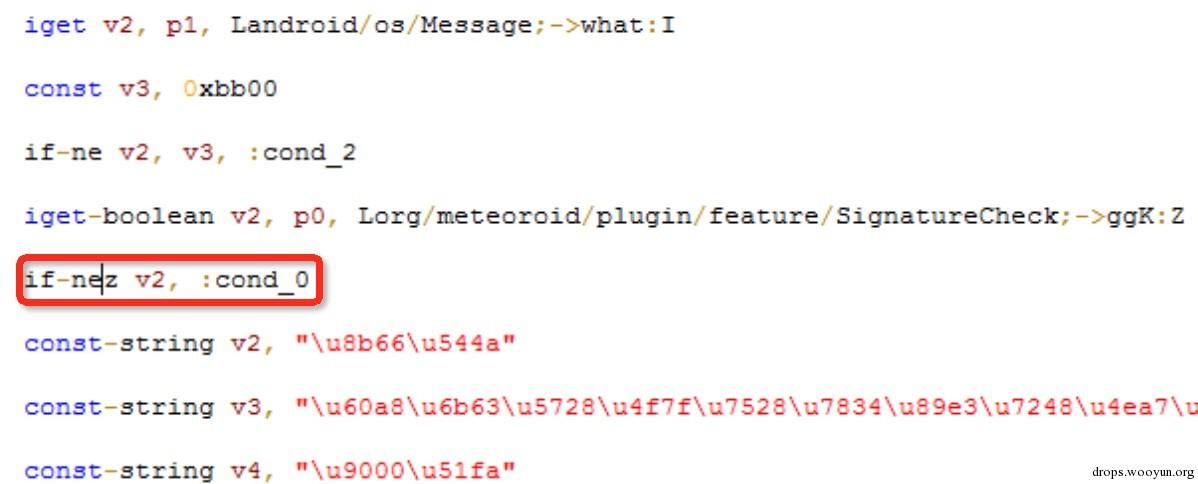 iget v2, p1, Landroid/os/Message;->what:I
const v3, 0xbb00
if-ne v2, v3, :cond_2
iget-boolean v2, p0, Lorg/meteoroid/plugin/feature/SignatureCheck;->ggK:Z
if-nez v2, :cond_0
const-string v2, "\u8b66\u544a"
const-string v3, "\u60a8\u6b63\u5728\u4f7f\u7528\u7834\u89e3\u7248\u4ea7\u
const-string v4, "\u9000\u51fa"
drops.wooyun.org